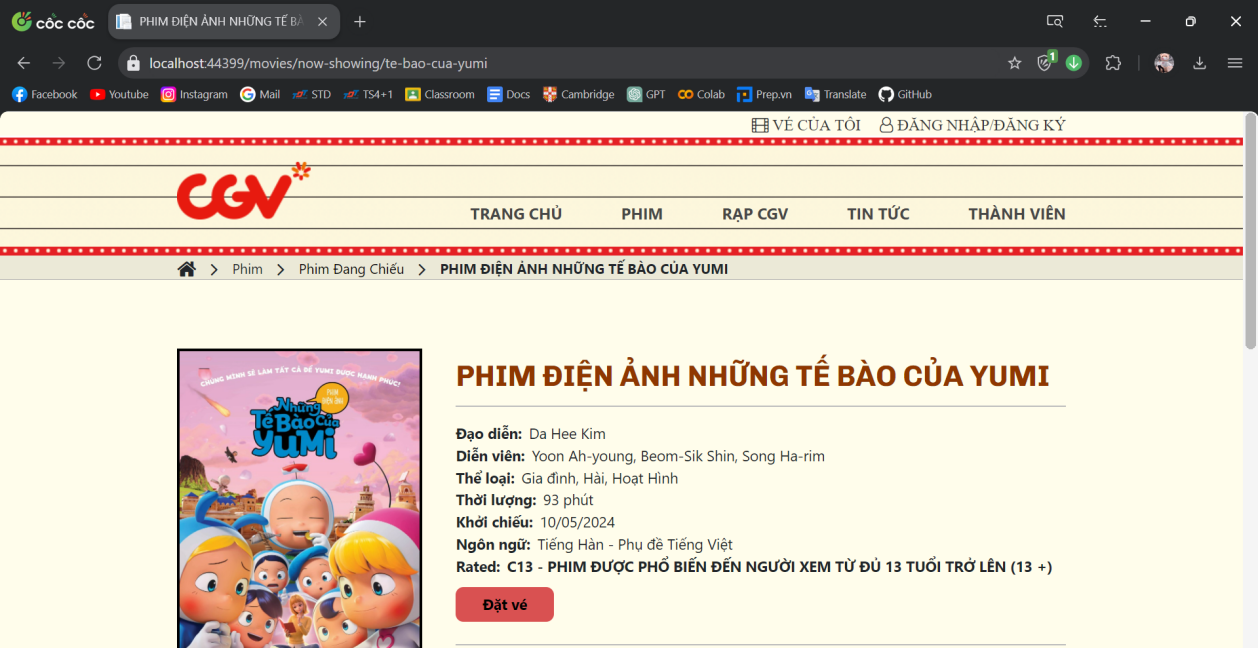 cốc cốc PHIM ĐIỆN ẢNH NHỮNG TẾ BÀ
localhost:44399/movies/now-showing/te-bao-cua-yumi 1
Facebook Youtube Instagram Mail STD TS4+1 Classroom Docs Cambridge GPT Colab Prep.vn Translate GitHub
VÉ CỦA TÔI ĐĂNG NHẬP/ĐĂNG KÝ
CGV
TRANG CHỦ PHIM RẠP CGV TIN TỨC THÀNH VIÊN
Phim Phim Đang Chiếu PHIM ĐIỆN ẢNH NHỮNG TẾ BÀO CỦA YUMI
CHÚNG MÌNH SẼ LÀM TẤT CẢ ĐỂ YUMI ĐƯỢC HẠNH PHÚC!
PHIM ĐIỆN ẢNH
Những
Tế Bào Của
YUMI
PHIM ĐIỆN ẢNH NHỮNG TẾ BÀO CỦA YUMI
Đạo diễn: Da Hee Kim
Diễn viên: Yoon Ah-young, Beom-Sik Shin, Song Ha-rim
Thể loại: Gia đình, Hài, Hoạt Hình
Thời lượng: 93 phút
Khởi chiếu: 10/05/2024
Ngôn ngữ: Tiếng Hàn - Phụ đề Tiếng Việt
Rated: C13 - PHIM ĐƯỢC PHỔ BIẾN ĐẾN NGƯỜI XEM TỪ ĐỦ 13 TUỔI TRỞ LÊN (13 +)
Đặt vé